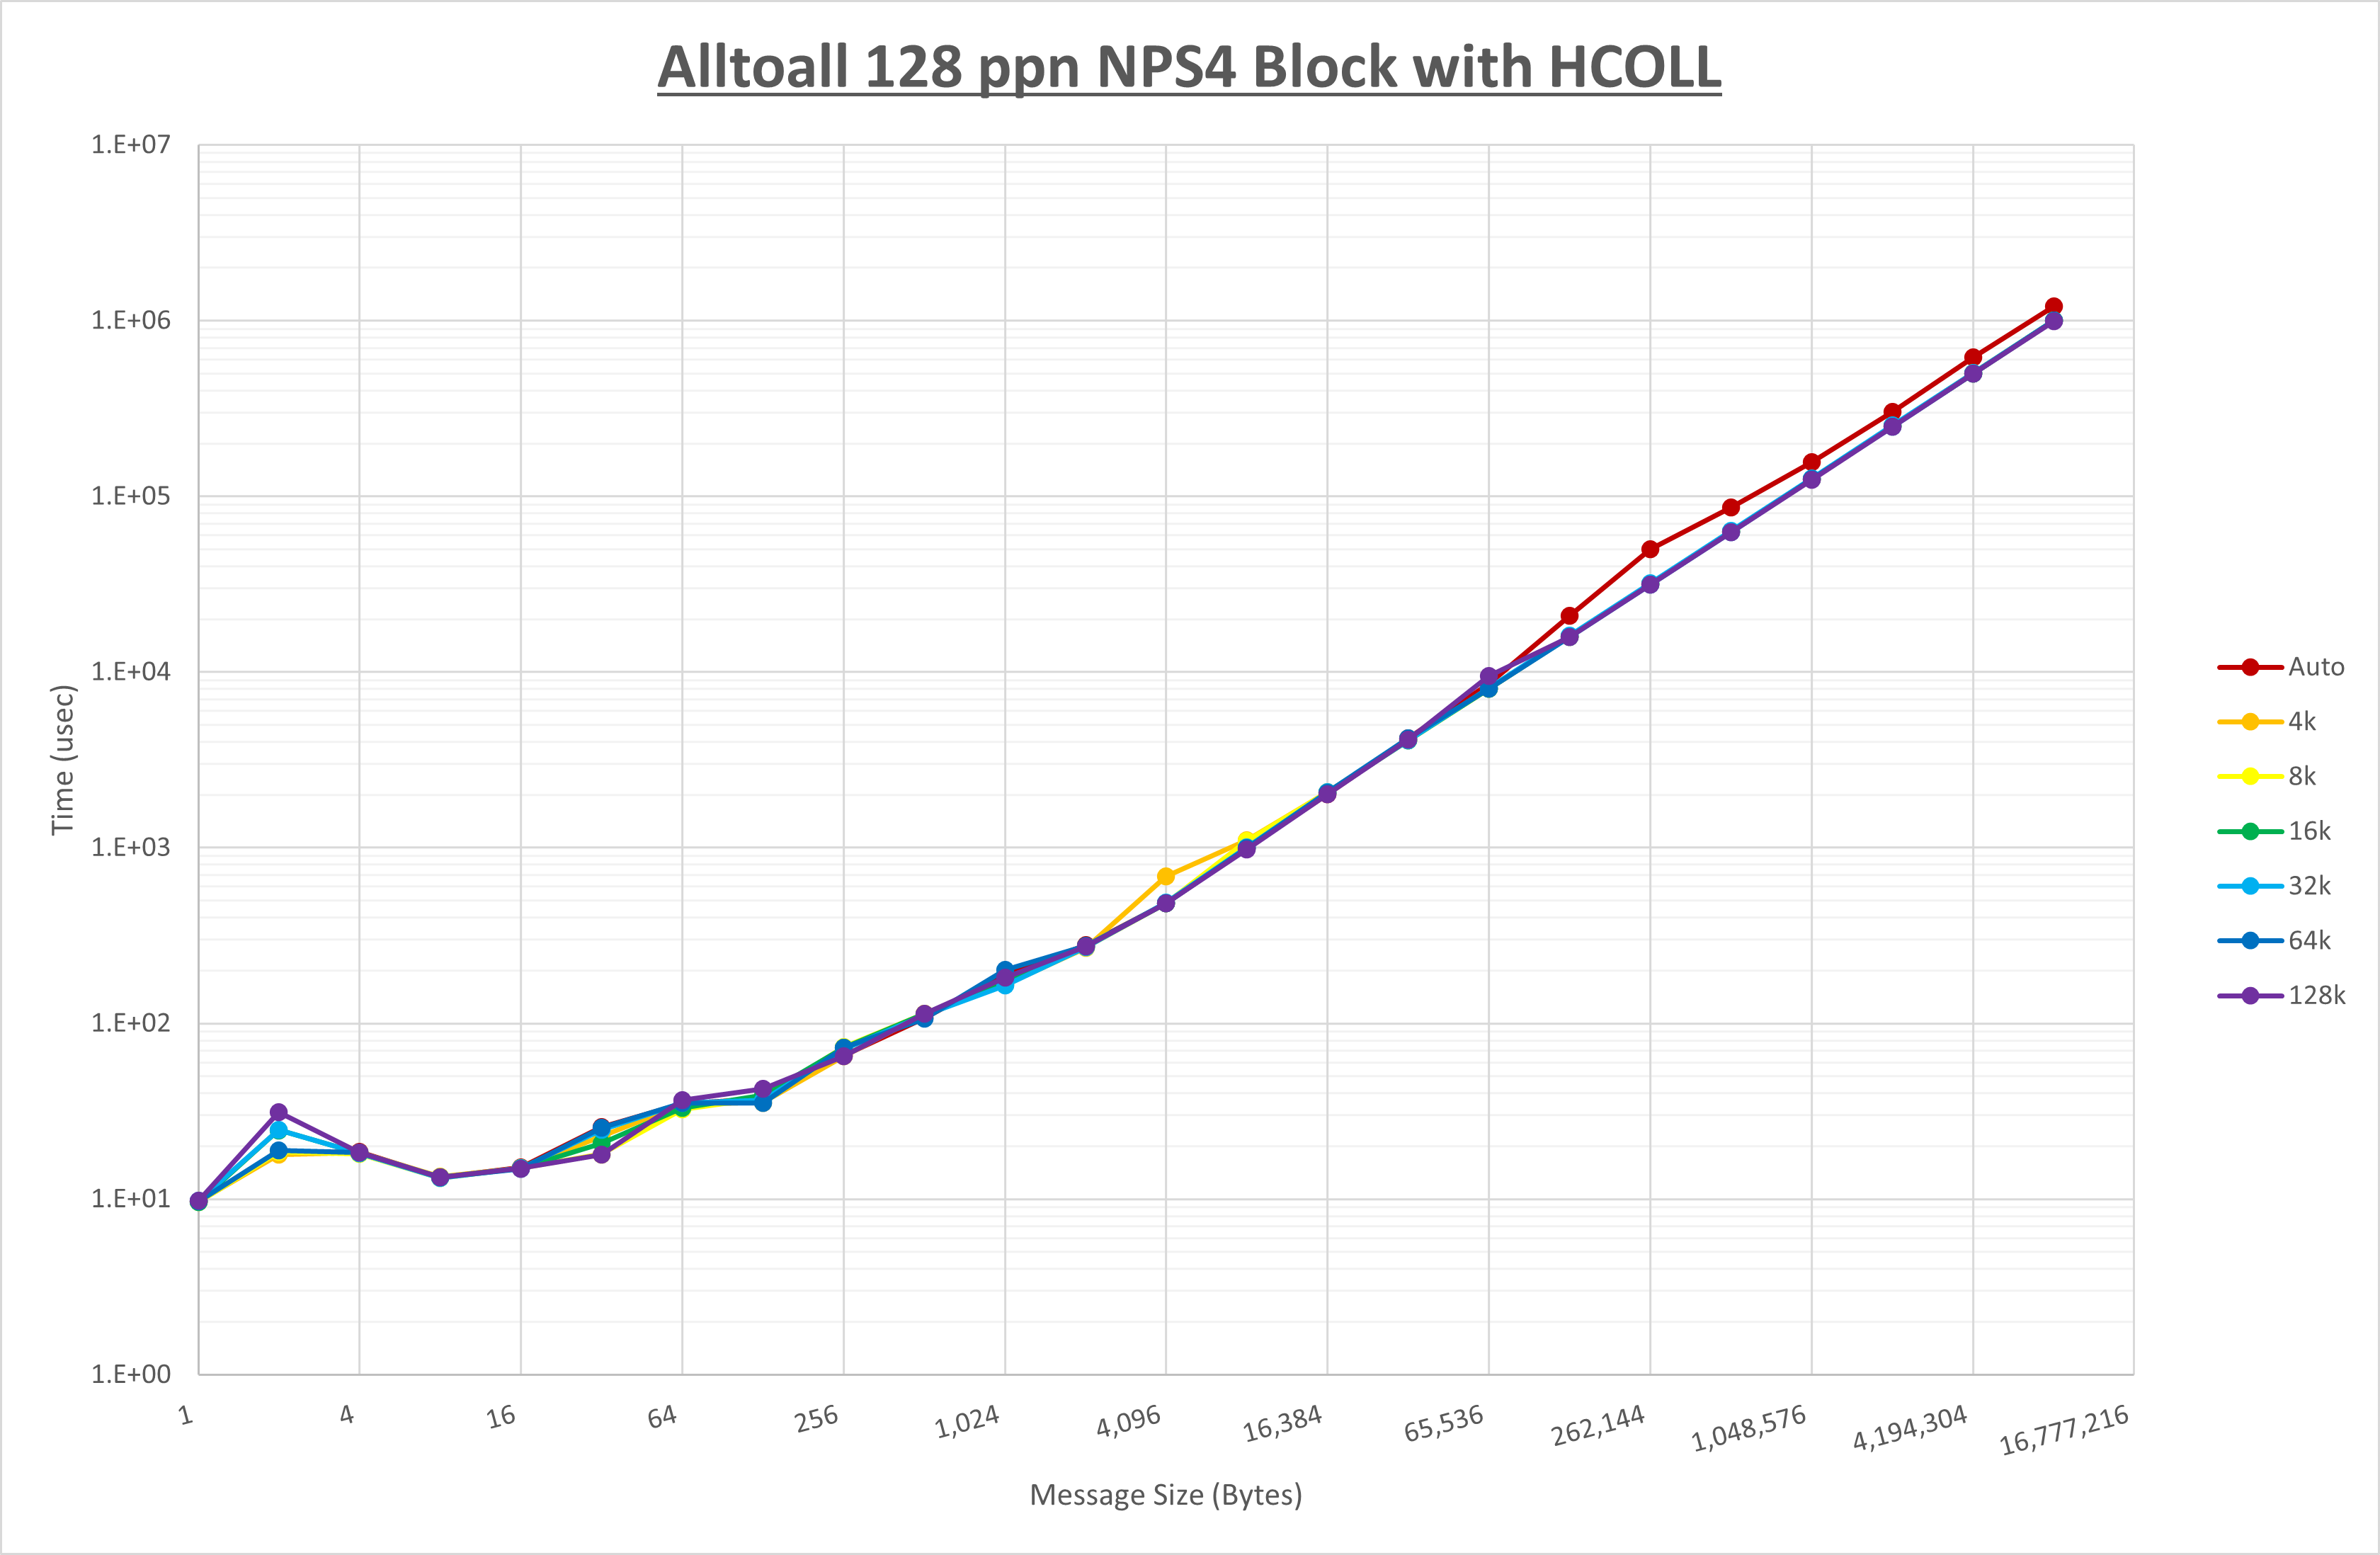 Alltoall 128 ppn NPS4 Block with HCOLL
1.E+07
1.E+06
1.E+05
1.E+04
1.E+03
1.E+02
1.E+01
1.E+00
Time (usec)
1
4
16
64
256
1,024
4,096
16,384
65,536
262,144
1,048,576
4,194,304
16,777,216
Message Size (Bytes)
Auto
4k
8k
16k
32k
64k
128k